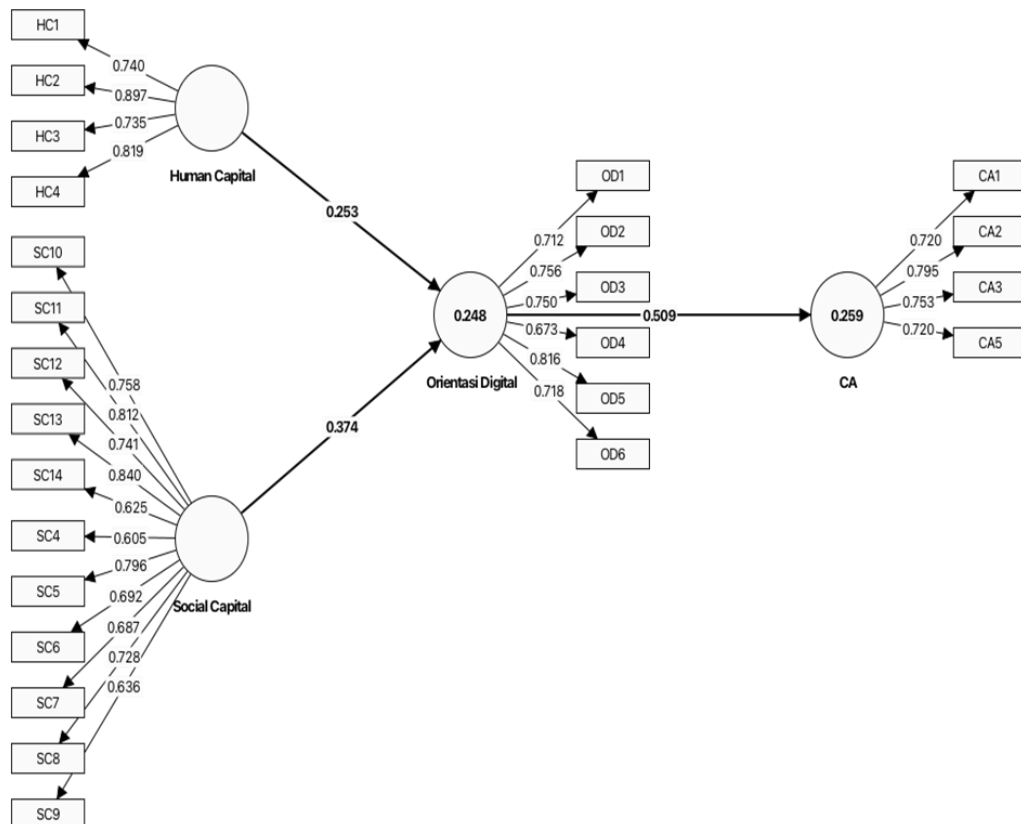 HC1
HC2
HC3
HC4
0.740
0.897
0.735
0.819
Human Capital
SC10
SC11
SC12
SC13
SC14
SC4
SC5
SC6
SC7
SC8
SC9
0.758
0.812
0.741
0.840
0.625
0.605
0.796
0.692
0.687
0.728
0.636
Social Capital
0.253
0.374
0.248
Orientasi Digital
OD1
OD2
OD3
OD4
OD5
OD6
0.712
0.756
0.750
0.673
0.816
0.718
0.509
0.259
CA
0.720
0.795
0.753
0.720
CA1
CA2
CA3
CA5